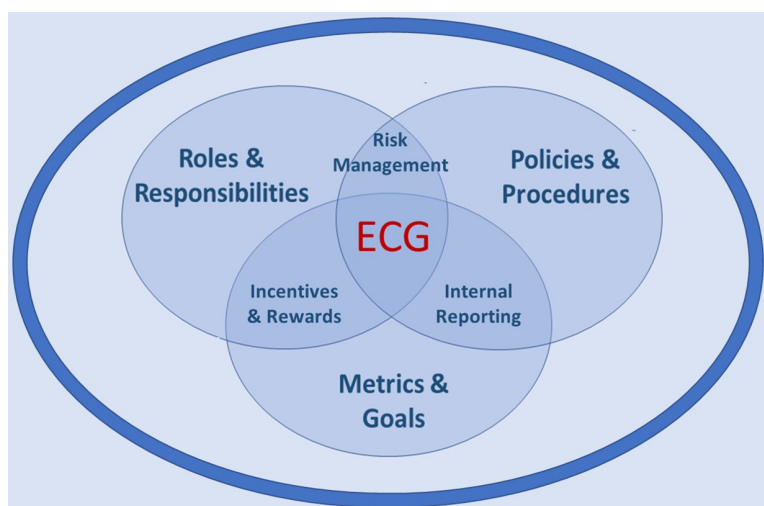 Risk
Management
Roles &
Responsibilities
Policies &
Procedures
ECG
Incentives
& Rewards
Internal
Reporting
Metrics &
Goals